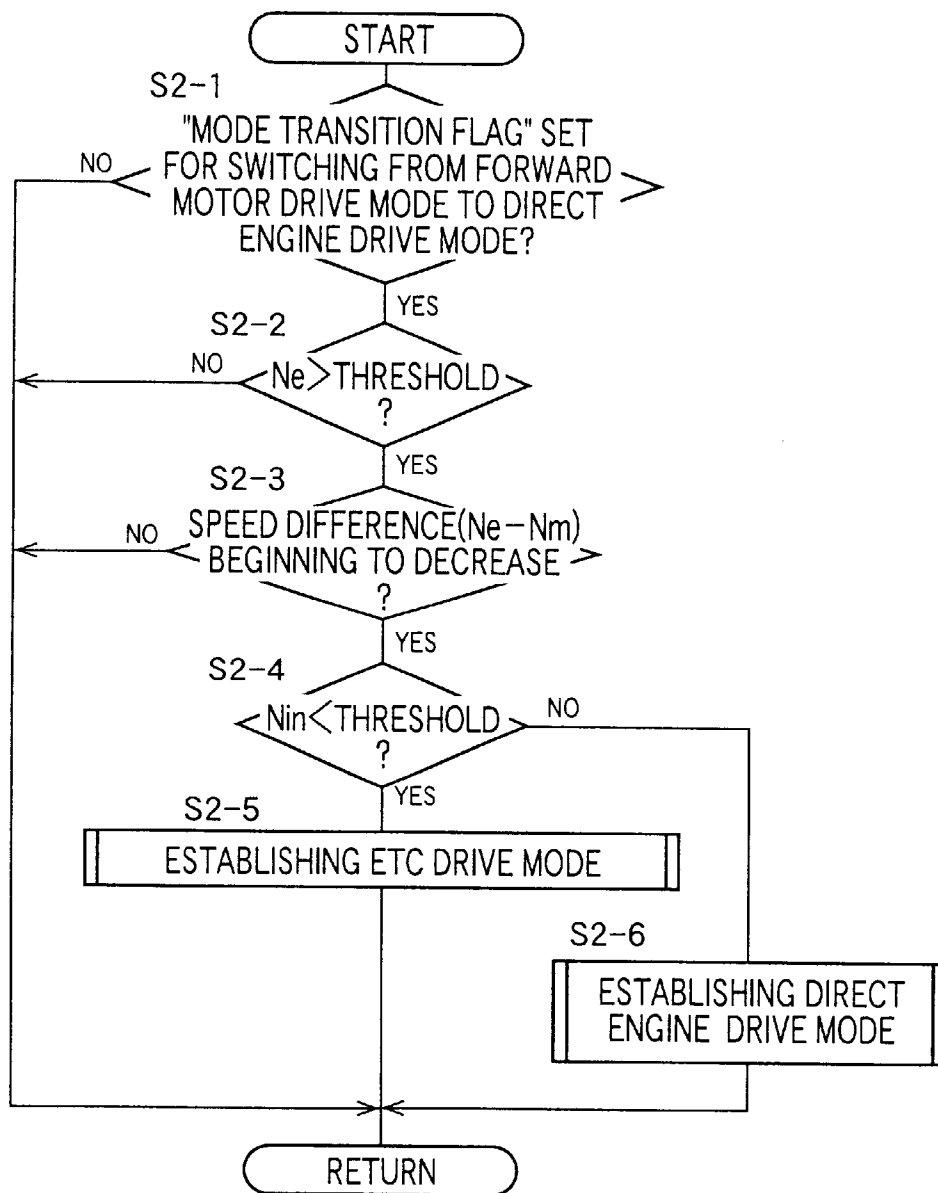 START
S2-1
"MODE TRANSITION FLAG" SET
NO
FOR SWITCHING FROM FORWARD
MOTOR DRIVE MODE TO DIRECT
ENGINE DRIVE MODE?
YES
S2-2
NO
Ne>THRESHOLD
?
YES
S2-3
NO
SPEED DIFFERENCE(Ne-Nm)
BEGINNING TO DECREASE
?
YES
S2-4
Nin<THRESHOLD
NO
?
YES
S2-5
ESTABLISHING ETC DRIVE MODE
S2-6
ESTABLISHING DIRECT
ENGINE DRIVE MODE
RETURN